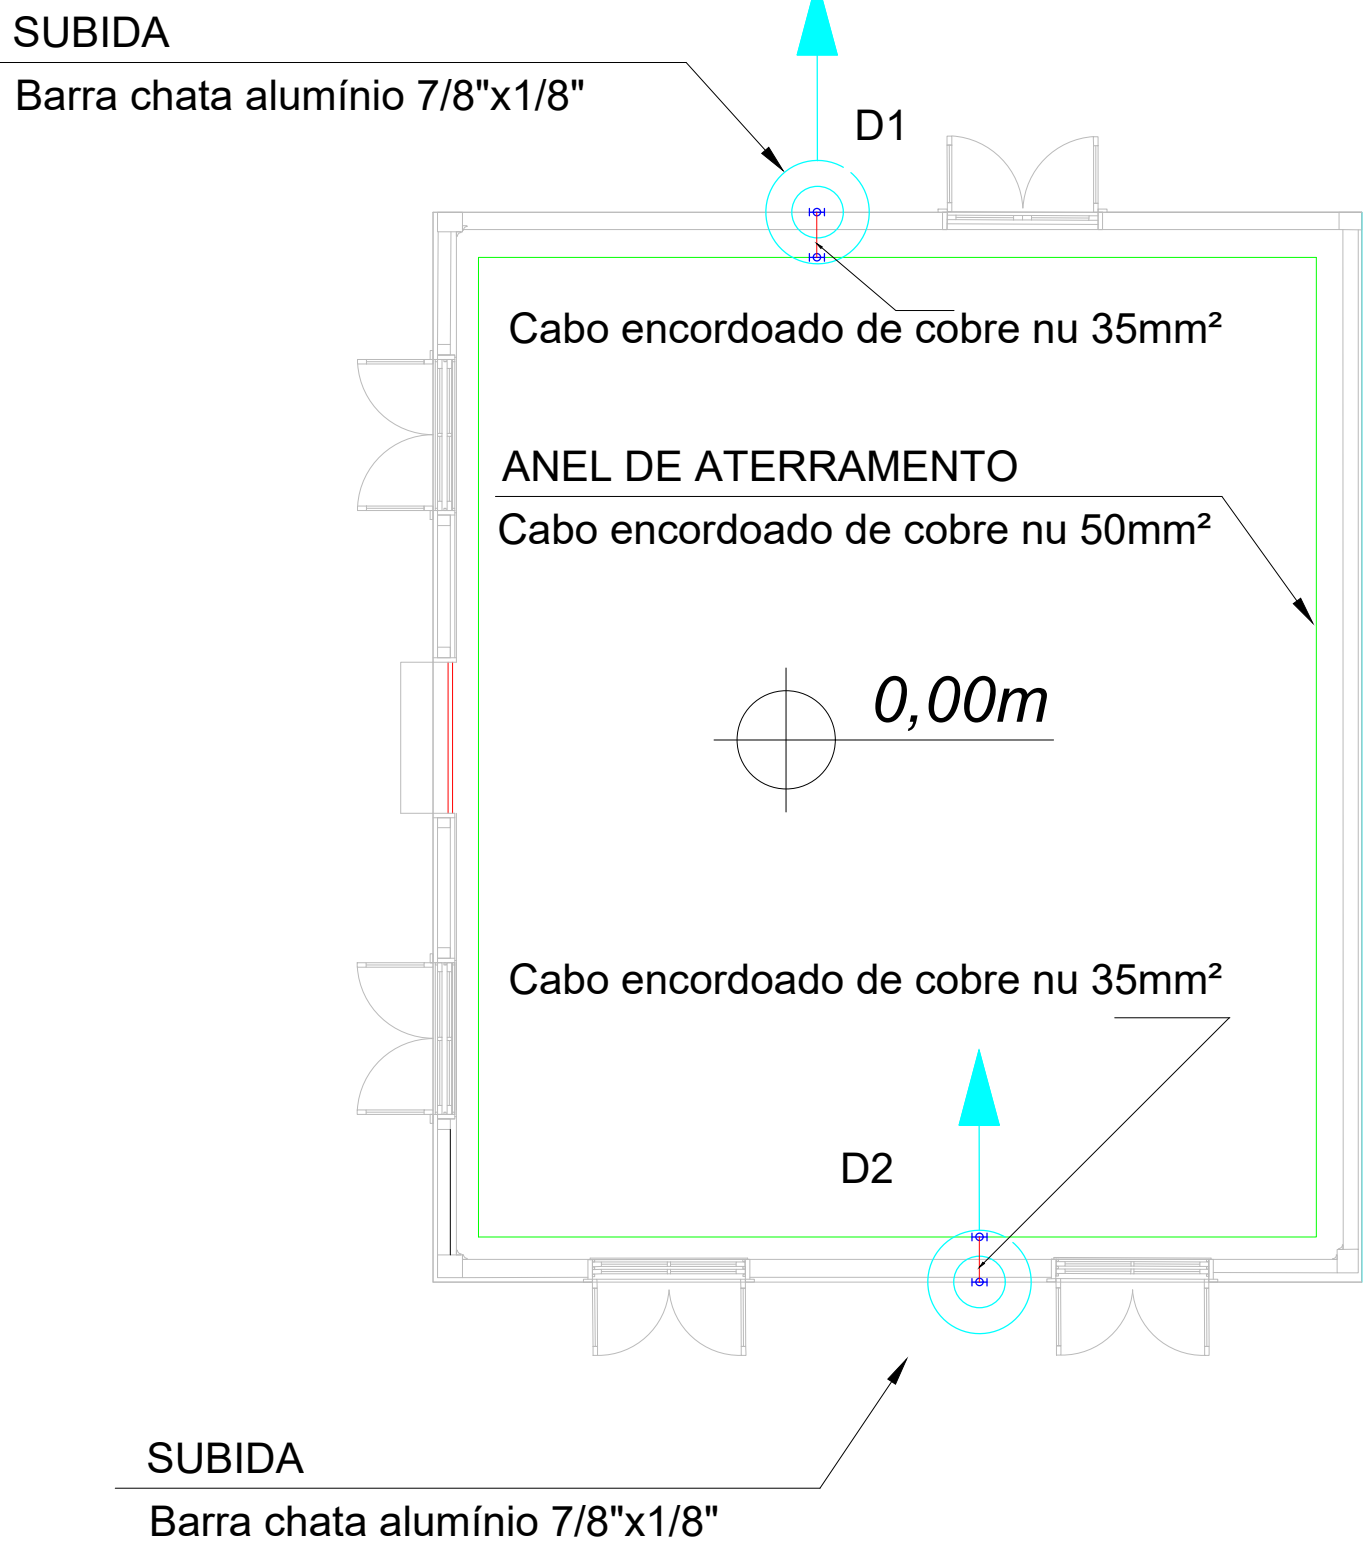 SUBIDA
Barra chata alumínio 7/8"x1/8"
D1
Cabo encordoado de cobre nu 35mm²
ANEL DE ATERRAMENTO
Cabo encordoado de cobre nu 50mm²
0,00m
Cabo encordoado de cobre nu 35mm²
D2
SUBIDA
Barra chata alumínio 7/8"x1/8"